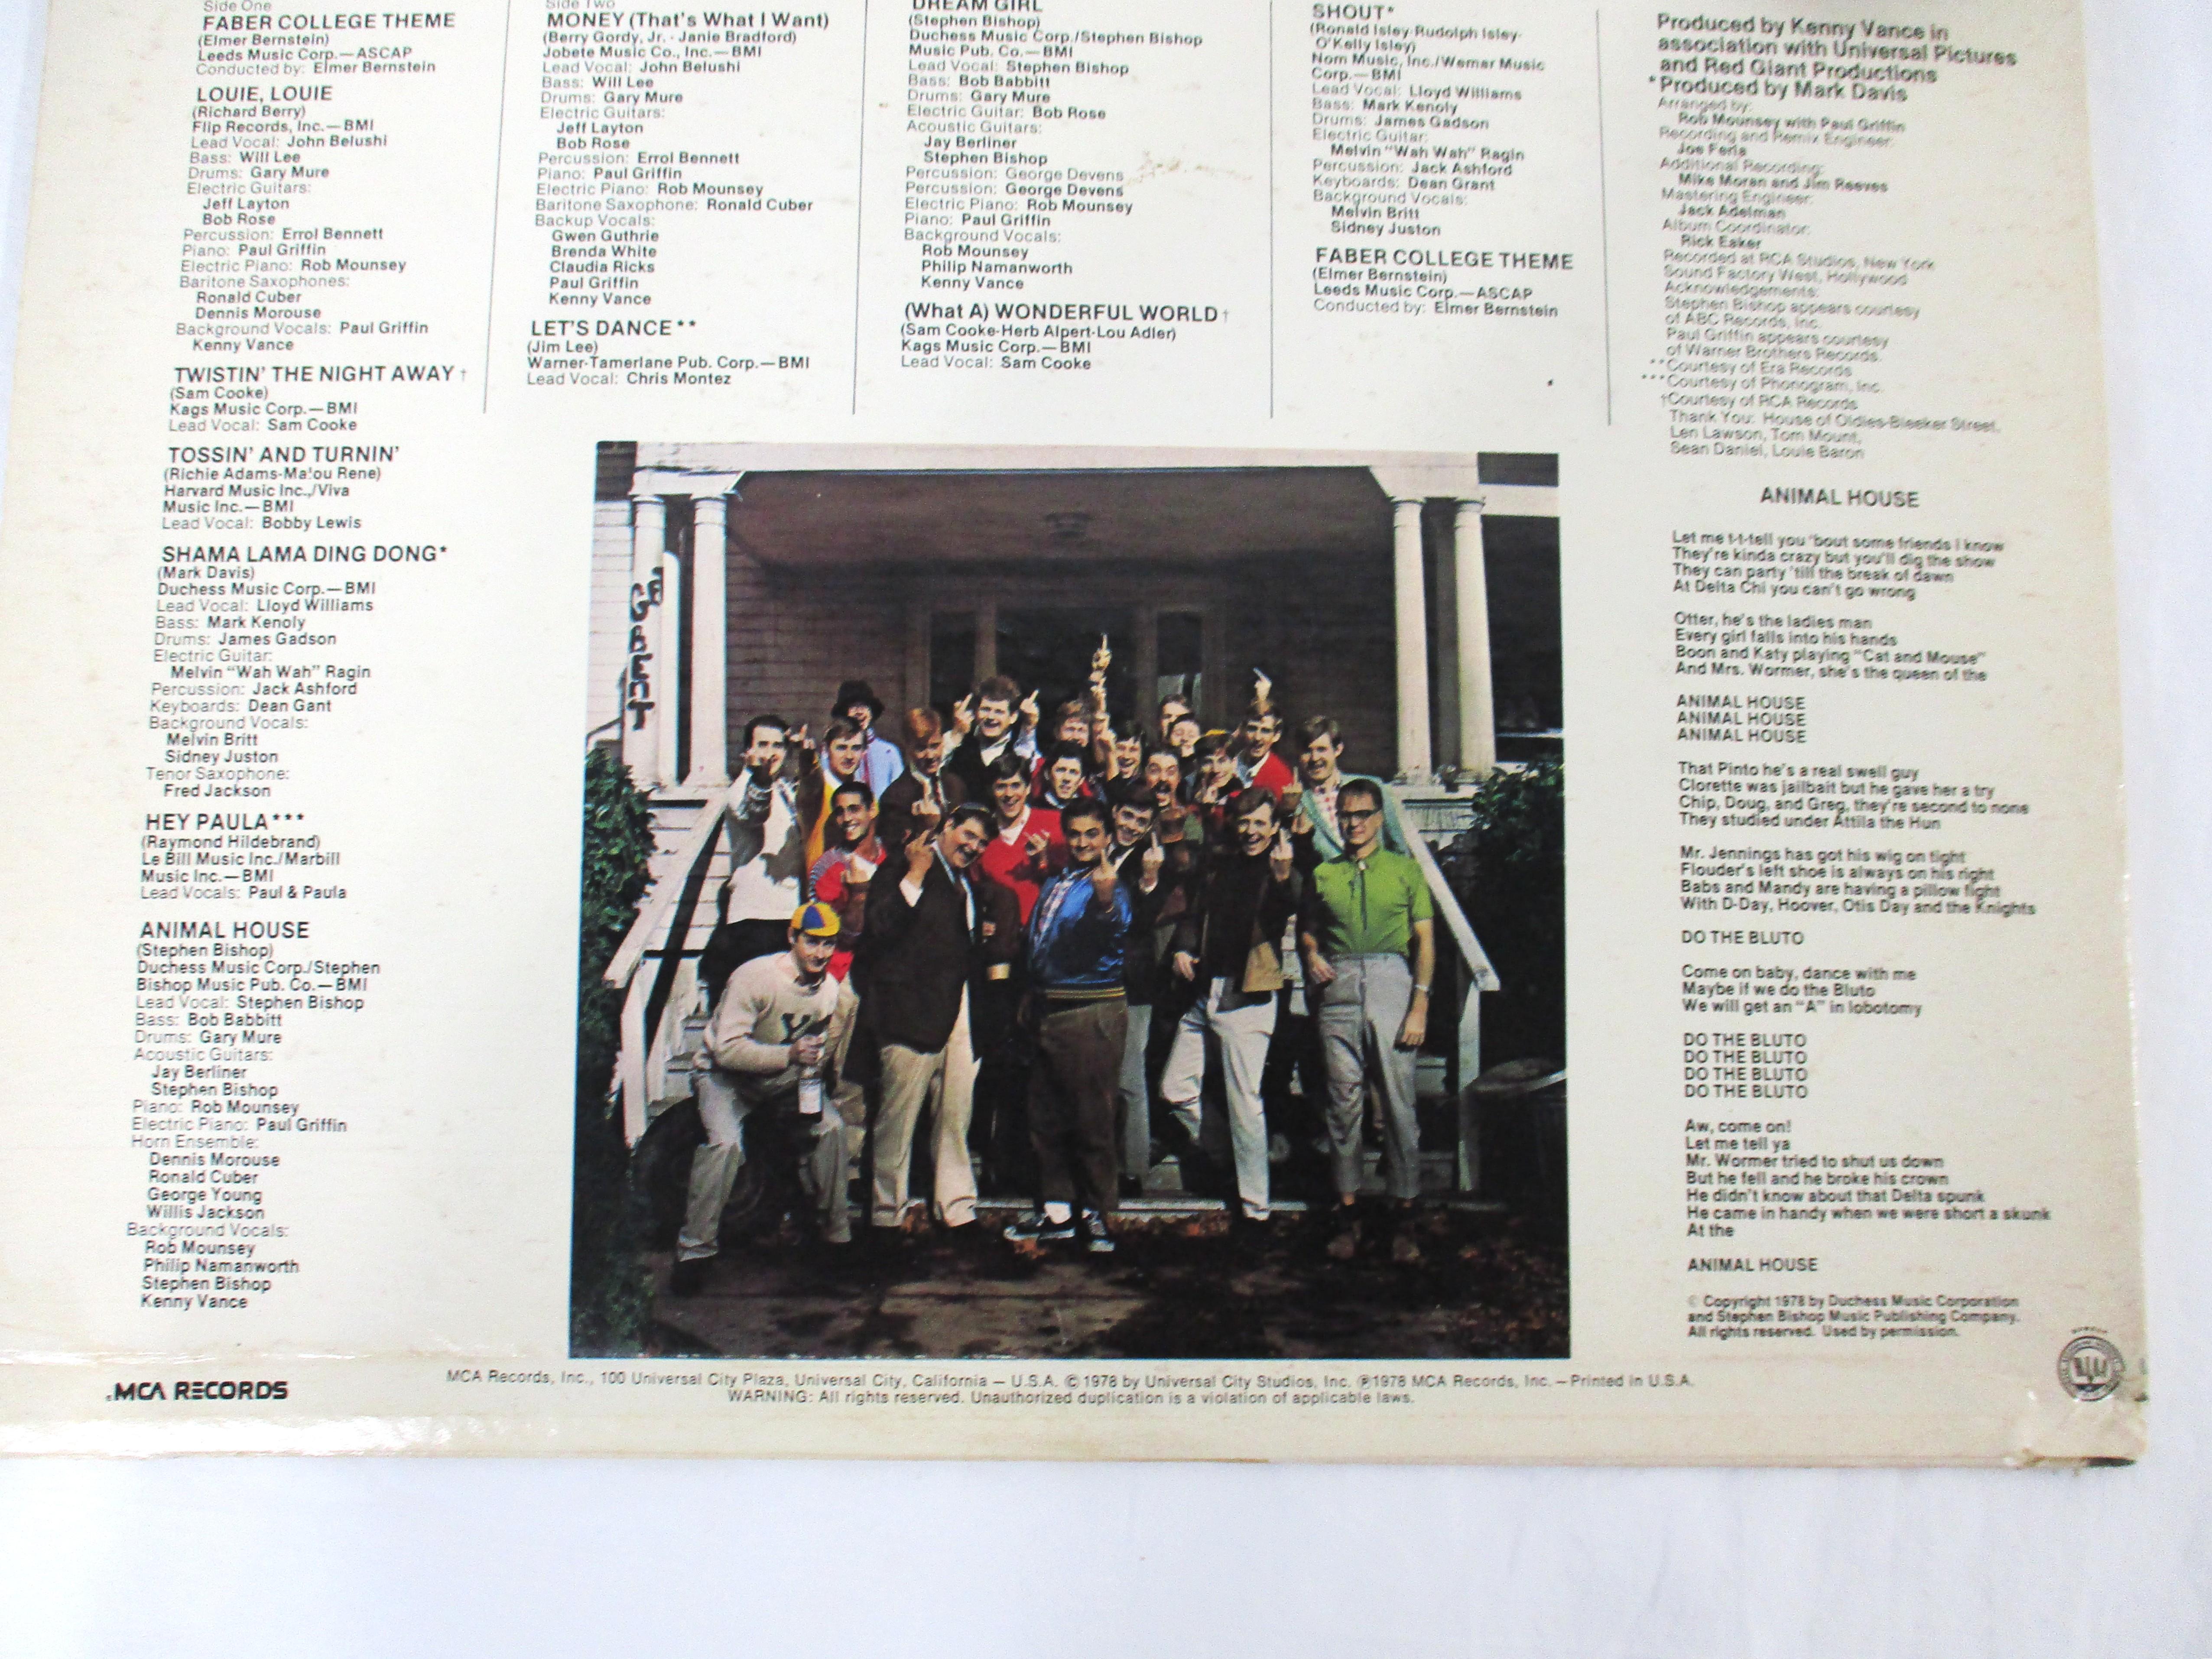 Side One
FABER COLLEGE THEME
(Elmer Bernstein)
Leeds Music Corp.—ASCAP
Conducted by: Elmer Bernstein
LOUIE, LOUIE
(Richard Berry)
Flip Records, Inc.—BMI
Lead Vocal: John Belushi
Bass: Will Lee
Drums: Gary Mure
Electric Guitars:
Jeff Layton
Bob Rose
Percussion: Errol Bennett
Piano: Paul Griffin
Electric Piano: Rob Mounsey
Baritone Saxophones:
Ronald Cuber
Dennis Morouse
Background Vocals: Paul Griffin
Kenny Vance
TWISTIN' THE NIGHT AWAY †
(Sam Cooke)
Kags Music Corp.—BMI
Lead Vocal: Sam Cooke
TOSSIN' AND TURNIN'
(Richie Adams-Ma'ou Rene)
Harvard Music Inc./Viva
Music Inc.—BMI
Lead Vocal: Bobby Lewis
SHAMA LAMA DING DONG*
(Mark Davis)
Duchess Music Corp.—BMI
Lead Vocal: Lloyd Williams
Bass: Mark Kenoly
Drums: James Gadson
Electric Guitar:
Melvin "Wah Wah" Ragin
Percussion: Jack Ashford
Keyboards: Dean Gant
Background Vocals:
Melvin Britt
Sidney Juston
Tenor Saxophone:
Fred Jackson
HEY PAULA***
(Raymond Hildebrand)
Le Bill Music Inc./Marbill
Music Inc.—BMI
Lead Vocals: Paul & Paula
ANIMAL HOUSE
(Stephen Bishop)
Duchess Music Corp./Stephen
Bishop Music Pub. Co.—BMI
Lead Vocal: Stephen Bishop
Bass: Bob Babbitt
Drums: Gary Mure
Acoustic Guitars:
Jay Berliner
Stephen Bishop
Piano: Rob Mounsey
Electric Piano: Paul Griffin
Horn Ensemble:
Dennis Morouse
Ronald Cuber
George Young
Willis Jackson
Background Vocals:
Rob Mounsey
Philip Namanworth
Stephen Bishop
Kenny Vance
Side Two
MONEY (That's What I Want)
(Berry Gordy, Jr. - Janie Bradford)
Jobete Music Co., Inc.—BMI
Lead Vocal: John Belushi
Bass: Will Lee
Drums: Gary Mure
Electric Guitars:
Jeff Layton
Bob Rose
Percussion: Errol Bennett
Piano: Paul Griffin
Electric Piano: Rob Mounsey
Baritone Saxophone: Ronald Cuber
Backup Vocals:
Gwen Guthrie
Brenda White
Claudia Ricks
Paul Griffin
Kenny Vance
LET'S DANCE**
(Jim Lee)
Warner-Tamerlane Pub. Corp.—BMI
Lead Vocal: Chris Montez
DREAM GIRL
(Stephen Bishop)
Duchess Music Corp./Stephen Bishop
Music Pub. Co.—BMI
Lead Vocal: Stephen Bishop
Bass: Bob Babbitt
Drums: Gary Mure
Electric Guitar: Bob Rose
Acoustic Guitars:
Jay Berliner
Stephen Bishop
Percussion: George Devens
Percussion: George Devens
Electric Piano: Rob Mounsey
Piano: Paul Griffin
Background Vocals:
Rob Mounsey
Philip Namanworth
Kenny Vance
(What A) WONDERFUL WORLD †
(Sam Cooke-Herb Alpert-Lou Adler)
Kags Music Corp.—BMI
Lead Vocal: Sam Cooke
SHOUT*
(Ronald Isley-Rudolph Isley-
O'Kelly Isley)
Nom Music, Inc./Warner Music
Corp.—BMI
Lead Vocal: Lloyd Williams
Bass: Mark Kenoly
Drums: James Gadson
Electric Guitar:
Melvin "Wah Wah" Ragin
Percussion: Jack Ashford
Keyboards: Dean Grant
Background Vocals:
Melvin Britt
Sidney Juston
FABER COLLEGE THEME
(Elmer Bernstein)
Leeds Music Corp.—ASCAP
Conducted by: Elmer Bernstein
Produced by Kenny Vance in
association with Universal Pictures
and Red Giant Productions
*Produced by Mark Davis
Arranged by:
Rob Mounsey with Paul Griffin
Recording and Remix Engineer:
Joe Ferla
Additional Recording:
Mike Moran and Jim Reeves
Mastering Engineer:
Jack Adelman
Album Coordinator:
Rick Eaker
Recorded at RCA Studios, New York
Sound Factory West, Hollywood
Acknowledgements:
Stephen Bishop appears courtesy
of ABC Records, Inc.
Paul Griffin appears courtesy
of Warner Brothers Records.
**Courtesy of Era Records
***Courtesy of Phonogram, Inc.
†Courtesy of RCA Records
Thank You: House of Oldies-Bleeker Street,
Len Lawson, Tom Mount,
Sean Daniel, Louie Baron
ANIMAL HOUSE
Let me t-t-tell you 'bout some friends I know
They're kinda crazy but you'll dig the show
They can party 'till the break of dawn
At Delta Chi you can't go wrong
Otter, he's the ladies man
Every girl falls into his hands
Boon and Katy playing "Cat and Mouse"
And Mrs. Wormer, she's the queen of the
ANIMAL HOUSE
ANIMAL HOUSE
ANIMAL HOUSE
That Pinto he's a real swell guy
Clorette was jailbait but he gave her a try
Chip, Doug, and Greg, they're second to none
They studied under Attila the Hun
Mr. Jennings has got his wig on tight
Flouder's left shoe is always on his right
Babs and Mandy are having a pillow fight
With D-Day, Hoover, Otis Day and the Knights
DO THE BLUTO
Come on baby, dance with me
Maybe if we do the Bluto
We will get an "A" in lobotomy
DO THE BLUTO
DO THE BLUTO
DO THE BLUTO
DO THE BLUTO
Aw, come on!
Let me tell ya
Mr. Wormer tried to shut us down
But he fell and he broke his crown
He didn't know about that Delta spunk
He came in handy when we were short a skunk
At the
ANIMAL HOUSE
© Copyright 1978 by Duchess Music Corporation
and Stephen Bishop Music Publishing Company.
All rights reserved. Used by permission.
MCA RECORDS
MCA Records, Inc., 100 Universal City Plaza, Universal City, California — U.S.A. © 1978 by Universal City Studios, Inc. ℗1978 MCA Records, Inc.—Printed in U.S.A.
WARNING: All rights reserved. Unauthorized duplication is a violation of applicable laws.